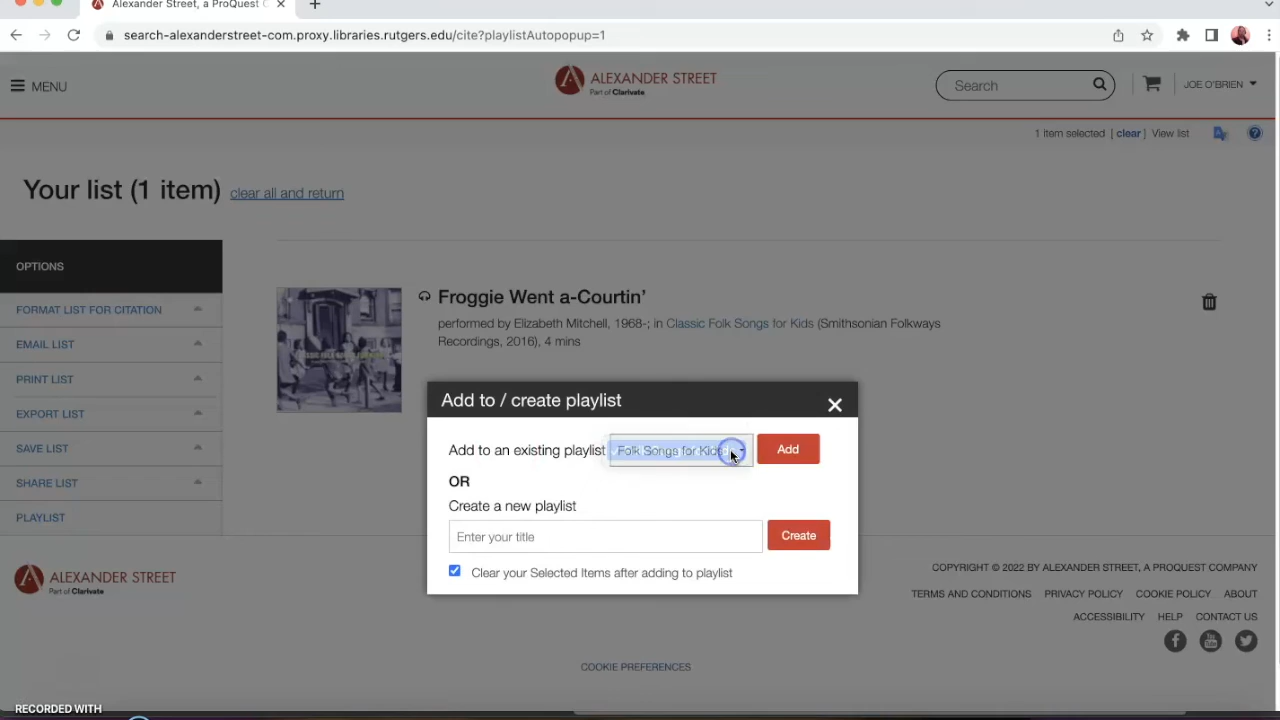 Alexander Street, a ProQuest C
search-alexanderstreet-com.proxy.libraries.rutgers.edu/cite?playlistAutopopup=1
MENU
ALEXANDER STREET
Part of Clarivate
Search
JOE O'BRIEN
1 item selected | clear | View list
Your list (1 item) clear all and return
OPTIONS
FORMAT LIST FOR CITATION
EMAIL LIST
PRINT LIST
EXPORT LIST
SAVE LIST
SHARE LIST
PLAYLIST
Froggie Went a-Courtin’
performed by Elizabeth Mitchell, 1968-; in Classic Folk Songs for Kids (Smithsonian Folkways
Recordings, 2016), 4 mins
Add to / create playlist
Add to an existing playlist Folk Songs for Kids Add
OR
Create a new playlist
Enter your title Create
Clear your Selected Items after adding to playlist
ALEXANDER STREET
Part of Clarivate
COPYRIGHT © 2022 BY ALEXANDER STREET, A PROQUEST COMPANY
TERMS AND CONDITIONS PRIVACY POLICY COOKIE POLICY ABOUT
ACCESSIBILITY HELP CONTACT US
COOKIE PREFERENCES
RECORDED WITH